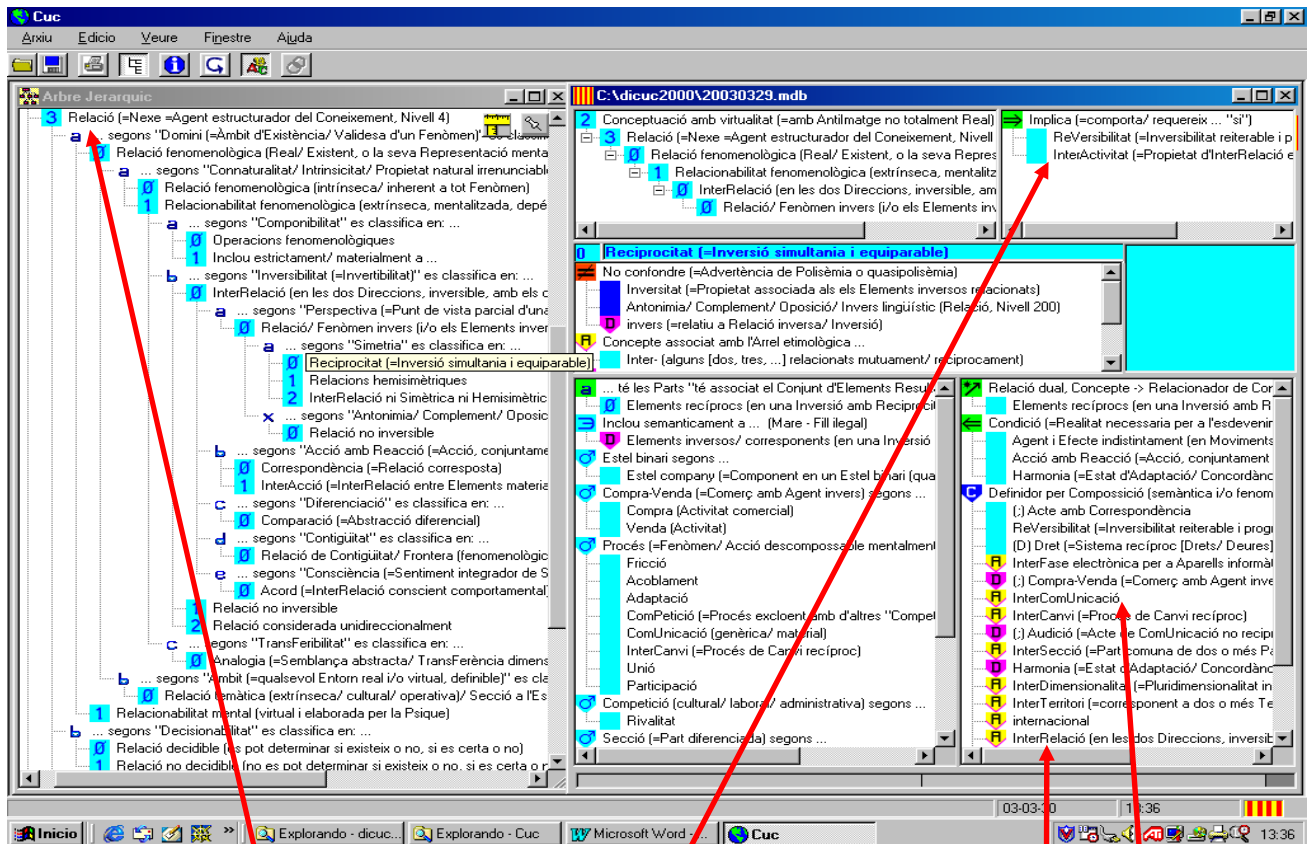 Cuc
Arxiu Edicio Veure Finestre Ajuda
Arbre Jerarquic
3 Relació (=Nexe =Agent estructurador del Coneixement, Nivell 4)
a ... segons "Domini (=Àmbit d'Existència/ Validesa d'un Fenòmen)"
Ø Relació fenomenològica (Real/ Existent, o la seva Representació menta
a ... segons "Connaturalitat/ Intrinsicitat/ Propietat natural irrenunciabl
Ø Relació fenomenològica (intrínseca/ inherent a tot Fenòmen)
1 Relacionabilitat fenomenològica (extrínseca, mentalitzada, depé
a ... segons "Componibilitat" es classifica en: ...
Ø Operacions fenomenològiques
1 Inclou estrictament/ materialment a ...
b ... segons "Inversibilitat (=Invertibilitat)" es classifica en: ...
Ø InterRelació (en les dos Direccions, inversible, amb els c
a ... segons "Perspectiva (=Punt de vista parcial d'una
Ø Relació/ Fenòmen invers (i/o els Elements inver
a ... segons "Simetria" es classifica en: ...
Ø Reciprocitat (=Inversió simultania i equiparable)
1 Relacions hemisimètriques
2 InterRelació ni Simètrica ni Hemisimètric
x ... segons "Antonimia/ Complement/ Oposic
Ø Relació no inversible
b ... segons "Acció amb Reacció (=Acció, conjuntame
Ø Correspondència (=Relació corresposta)
1 InterAcció (=InterRelació entre Elements materia
c ... segons "Diferenciació" es classifica en: ...
Ø Comparació (=Abstracció diferencial)
d ... segons "Contigüitat" es classifica en: ...
Ø Relació de Contigüitat/ Frontera (fenomenològic
e ... segons "Consciència (=Sentiment integrador de S
Ø Acord (=InterRelació conscient comportamental)
1 Relació no inversible
2 Relació considerada unidireccionalment
c ... segons "TransFeribilitat" es classifica en: ...
Ø Analogia (=Semblança abstracta/ TransFerència dimens
b ... segons "Àmbit (=qualsevol Entorn real i/o virtual, definible)" es cla
Ø Relació temàtica (extrínseca/ cultural/ operativa)/ Secció a l'Es
1 Relacionabilitat mental (virtual i elaborada per la Psique)
b ... segons "Decisionabilitat" es classifica en: ...
Ø Relació decidible (es pot determinar si existeix o no, si es certa o no)
1 Relació no decidible (no es pot determinar si existeix o no, si es certa o r
C:\dicuc2000\20030329.mdb
2 Conceptuació amb virtualitat (=amb AntiImatge no totalment Real)
3 Relació (=Nexe =Agent estructurador del Coneixement, Nivell
Ø Relació fenomenològica (Real/ Existent, o la seva Repres
1 Relacionabilitat fenomenològica (extrínseca, mentalitz
Ø InterRelació (en les dos Direccions, inversible, am
Ø Relació/ Fenòmen invers (i/o els Elements inv
Implica (=comporta/ requereix ... "si")
ReVersibilitat (=Inversibilitat reiterable i p
InterActivitat (=Propietat d'InterRelació e
0 Reciprocitat (=Inversió simultania i equiparable)
≠ No confondre (=Advertència de Polisèmia o quasipolisèmia)
Inversitat (=Propietat associada als els Elements inversos relacionats)
Antonimia/ Complement/ Oposició/ Invers lingüístic (Relació, Nivell 200)
D invers (=relatiu a Relació inversa/ Inversió)
A Concepte associat amb l'Arrel etimològica ...
Inter- (alguns [dos, tres, ...] relacionats mutuament/ reciprocament)
a ... té les Parts "té associat el Conjunt d'Elements Resul
Ø Elements recíprocs (en una Inversió amb Reciprocit
Inclou semanticament a ... (Mare - Fill ilegal)
D Elements inversos/ corresponents (en una Inversió
Estel binari segons ...
Estel company (=Component en un Estel binari (qua
Compra-Venda (=Comerç amb Agent invers) segons ...
Compra (Activitat comercial)
Venda (Activitat)
Procés (=Fenòmen/ Acció descompossable mentalment
Fricció
Acoblament
Adaptació
ComPetició (=Procés excloent amb d'altres "Compet
ComUnicació (genèrica/ material)
InterCanvi (=Procés de Canvi recíproc)
Unió
Participació
Competició (cultural/ laboral/ administrativa) segons ...
Rivalitat
Secció (=Part diferenciada) segons ...
Relació dual, Concepte -> Relacionador de Cor
Elements recíprocs (en una Inversió amb R
Condició (=Realitat necessaria per a l'esdevenir
Agent i Efecte indistintament (en Moviments
Acció amb Reacció (=Acció, conjuntament
Harmonia (=Estat d'Adaptació/ Concordànc
C Definidor per Compossició (semàntica i/o fenom
(;) Acte amb Correspondència
ReVersibilitat (=Inversibilitat reiterable i progr
(D) Dret (=Sistema recíproc [Drets/ Deures]
A InterFase electrònica per a Aparells informàt
D (;) Compra-Venda (=Comerç amb Agent inve
A InterComUnicació
A InterCanvi (=Procés de Canvi recíproc)
D (;) Audició (=Acte de ComUnicació no recipr
A InterSecció (=Part comuna de dos o més Pa
D Harmonia (=Estat d'Adaptació/ Concordànc
A InterDimensionalitat (=Pluridimensionalitat in
A InterTerritori (=corresponent a dos o més Te
A internacional
A InterRelació (en les dos Direccions, inversit
03-03-30
Inicio
Explorando - dicuc...
Explorando - Cuc
Microsoft Word - ...
Cuc
13:36